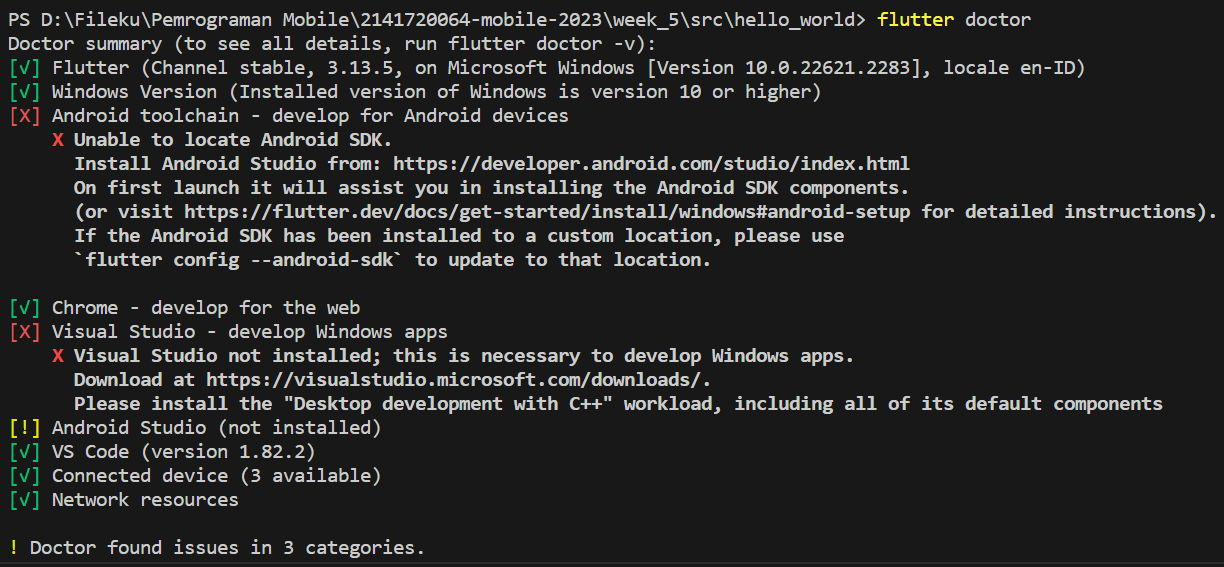 PS D:\Fileku\Pemrograman Mobile\2141720064-mobile-2023\week_5\src\hello_world> flutter doctor
Doctor summary (to see all details, run flutter doctor -v):
[√] Flutter (Channel stable, 3.13.5, on Microsoft Windows [Version 10.0.22621.2283], locale en-ID)
[√] Windows Version (Installed version of Windows is version 10 or higher)
[X] Android toolchain - develop for Android devices
    X Unable to locate Android SDK.
      Install Android Studio from: https://developer.android.com/studio/index.html
      On first launch it will assist you in installing the Android SDK components.
      (or visit https://flutter.dev/docs/get-started/install/windows#android-setup for detailed instructions).
      If the Android SDK has been installed to a custom location, please use
      `flutter config --android-sdk` to update to that location.

[√] Chrome - develop for the web
[X] Visual Studio - develop Windows apps
    X Visual Studio not installed; this is necessary to develop Windows apps.
      Download at https://visualstudio.microsoft.com/downloads/.
      Please install the "Desktop development with C++" workload, including all of its default components
[!] Android Studio (not installed)
[√] VS Code (version 1.82.2)
[√] Connected device (3 available)
[√] Network resources

! Doctor found issues in 3 categories.